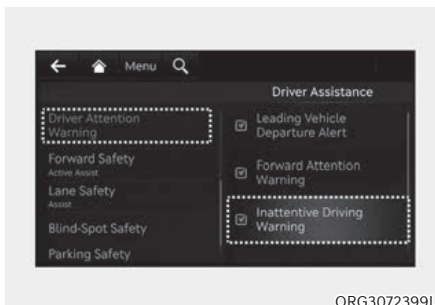 Menu
Driver Assistance
Driver Attention
Warning
Forward Safety
Active Assist
Lane Safety
Assist
Blind-Spot Safety
Parking Safety
Leading Vehicle
Departure Alert
Forward Attention
Warning
Inattentive Driving
Warning
ORG3072399L